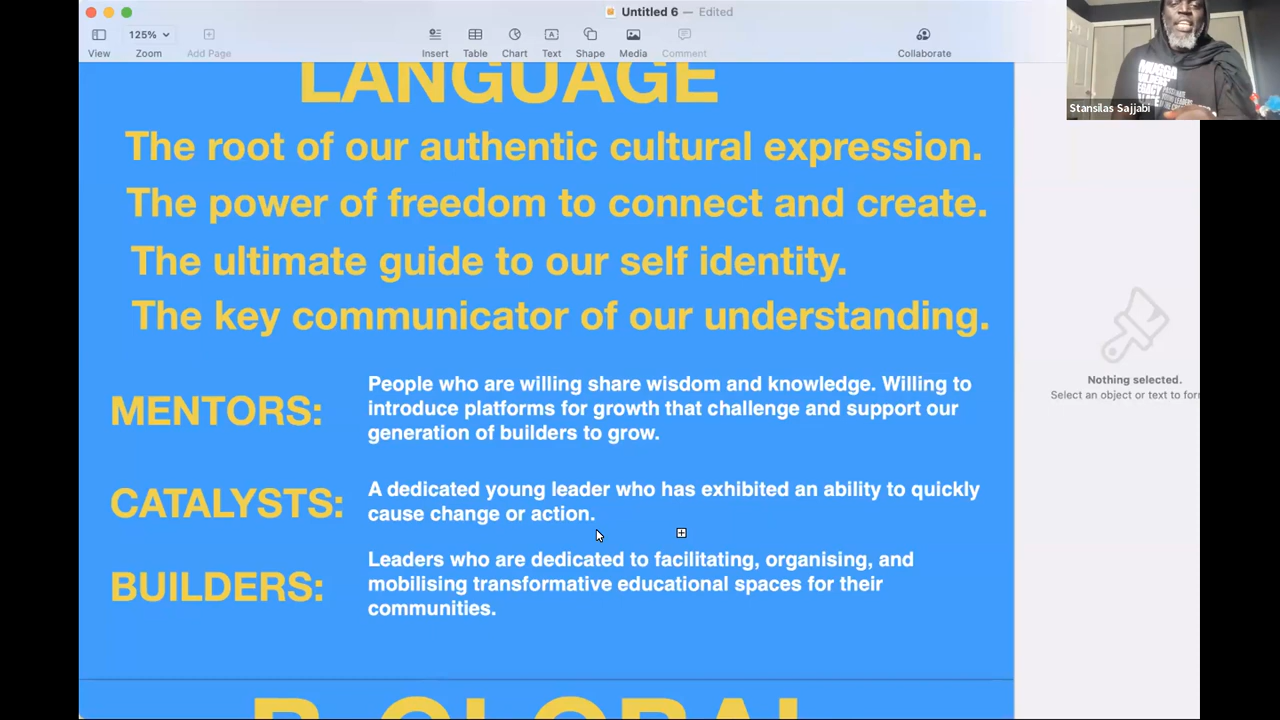 Untitled 6 — Edited
125%
View
Zoom
Add Page
Insert
Table
Chart
Text
Shape
Media
Comment
Collaborate
Stansilas Sajjabi
LANGUAGE
The root of our authentic cultural expression.
The power of freedom to connect and create.
The ultimate guide to our self identity.
The key communicator of our understanding.
MENTORS:
People who are willing share wisdom and knowledge. Willing to
introduce platforms for growth that challenge and support our
generation of builders to grow.
CATALYSTS:
A dedicated young leader who has exhibited an ability to quickly
cause change or action.
BUILDERS:
Leaders who are dedicated to facilitating, organising, and
mobilising transformative educational spaces for their
communities.
Nothing selected.
Select an object or text to for